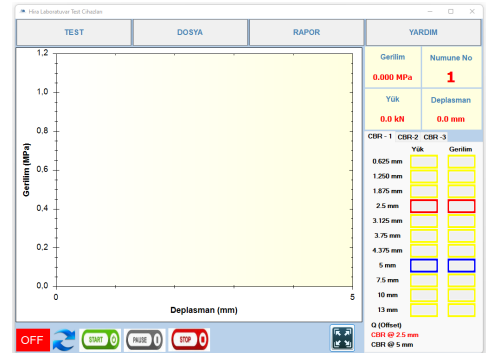 Hira Laboratuvar Test Cihazları
TEST
DOSYA
RAPOR
YARDIM
Gerilim
0.000 MPa
Numune No
1
Yük
0.0 kN
Deplasman
0.0 mm
1,2
1,0
0,8
0,6
0,4
0,2
0,0
Gerilim (MPa)
0
5
Deplasman (mm)
CBR - 1 CBR-2 CBR -3
Yük Gerilim
0.625 mm
1.250 mm
1.875 mm
2.5 mm
3.125 mm
3.75 mm
4.375 mm
5 mm
7.5 mm
10 mm
13 mm
Q (Offset)
CBR @ 2.5 mm
CBR @ 5 mm
OFF
START
PAUSE
STOP